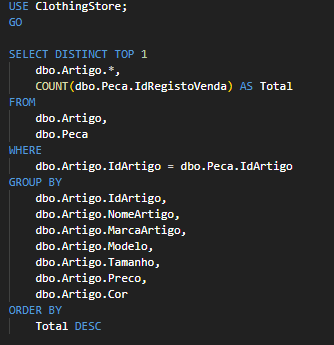 USE ClothingStore;
GO
SELECT DISTINCT TOP 1
dbo.Artigo.*,
COUNT(dbo.Peca.IdRegistoVenda) AS Total
FROM
dbo.Artigo,
dbo.Peca
WHERE
dbo.Artigo.IdArtigo = dbo.Peca.IdArtigo
GROUP BY
dbo.Artigo.IdArtigo,
dbo.Artigo.NomeArtigo,
dbo.Artigo.MarcaArtigo,
dbo.Artigo.Modelo,
dbo.Artigo.Tamanho,
dbo.Artigo.Preco,
dbo.Artigo.Cor
ORDER BY
Total DESC